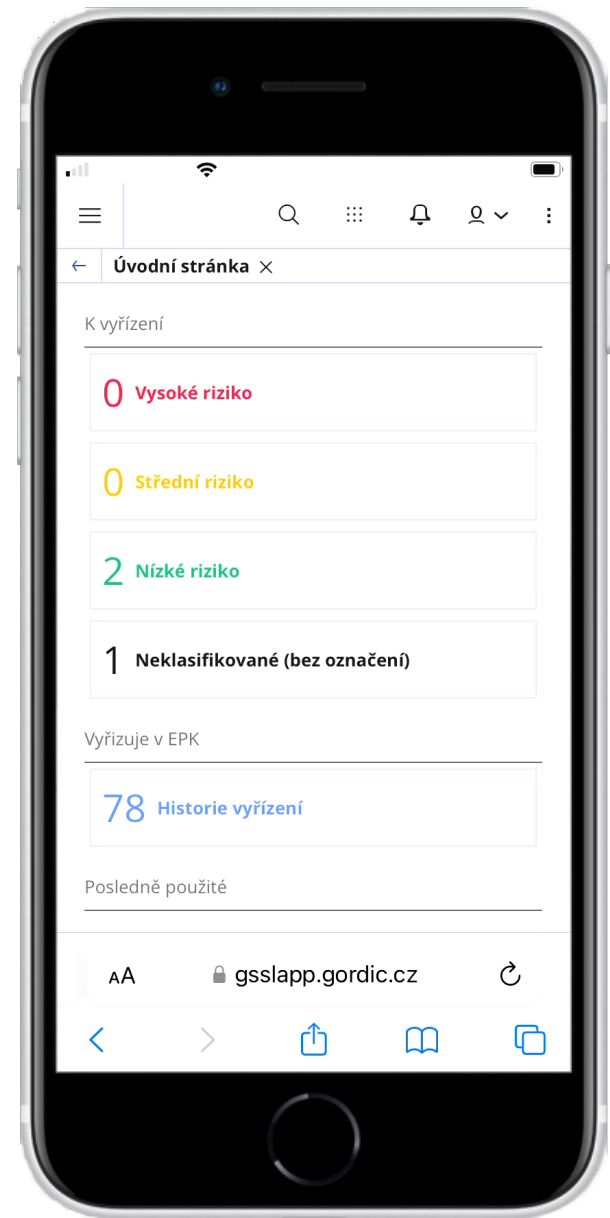 Úvodní stránka
K vyřízení
0 Vysoké riziko
0 Střední riziko
2 Nízké riziko
1 Neklasifikované (bez označení)
Vyřizuje v EPK
78 Historie vyřízení
Posledně použité
AA gsslapp.gordic.cz